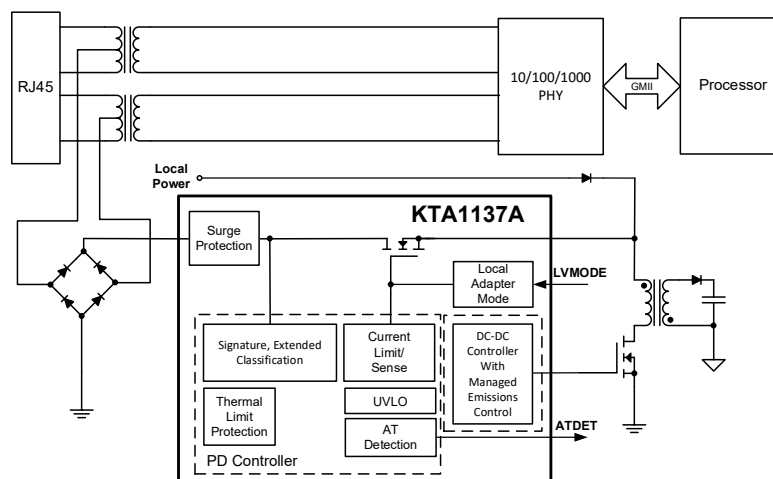 RJ45
10/100/1000
PHY
GMII
Processor
Local
Power
KTA1137A
Surge
Protection
Local
Adapter
Mode
LVMODE
Signature, Extended
Classification
Current
Limit/
Sense
DC-DC
Controller
With
Managed
Emissions
Control
Thermal
Limit
Protection
UVLO
AT
Detection
ATDET
PD Controller